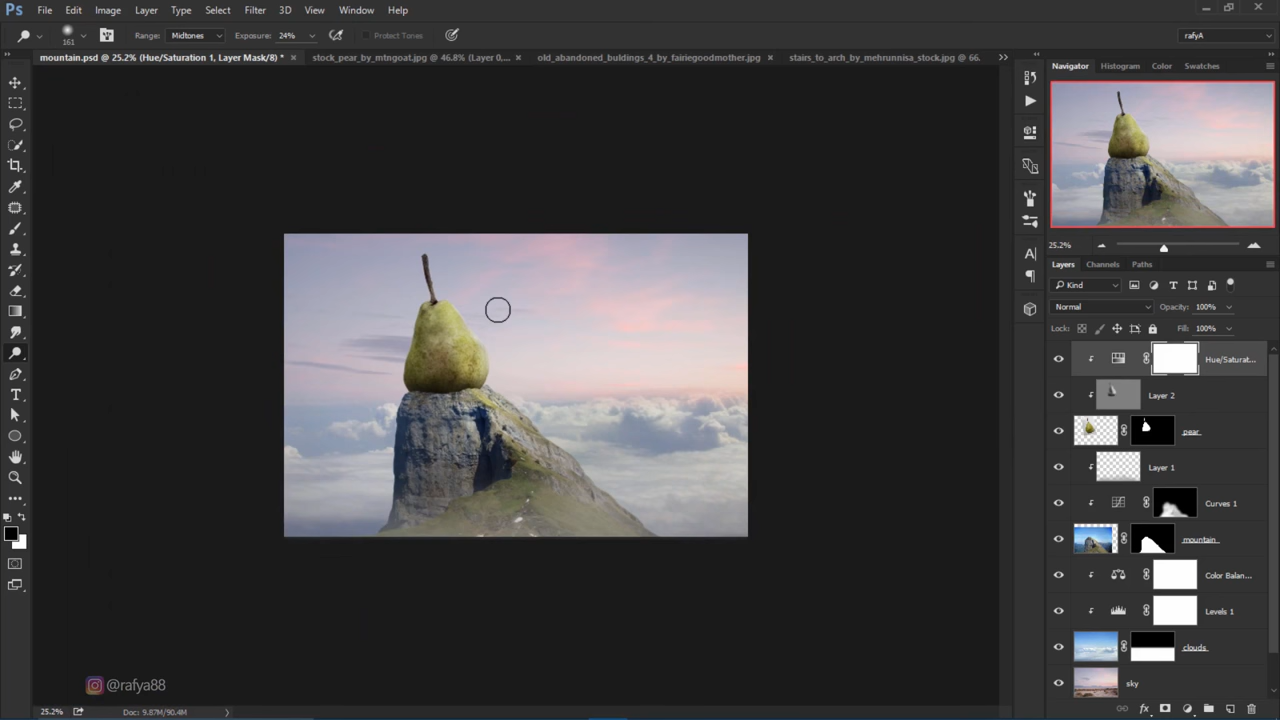 Ps File Edit Image Layer Type Select Filter 3D View Window Help
161 Range: Midtones Exposure: 24% Protect Tones rafyA
mountain.psd @ 25.2% (Hue/Saturation 1, Layer Mask/8) * × stock_pear_by_mtngoat.jpg @ 46.8% (Layer 0,... × old_abandoned_buldings_4_by_fairiegoodmother.jpg × stairs_to_arch_by_mehrunnisa_stock.jpg @ 66.
Navigator Histogram Color Swatches
25.2%
Layers Channels Paths
Kind
Normal Opacity: 100%
Lock: Fill: 100%
Hue/Saturat...
Layer 2
pear
Layer 1
Curves 1
mountain
Color Balan...
Levels 1
clouds
sky
@rafya88
25.2% Doc: 9.87M/90.4M